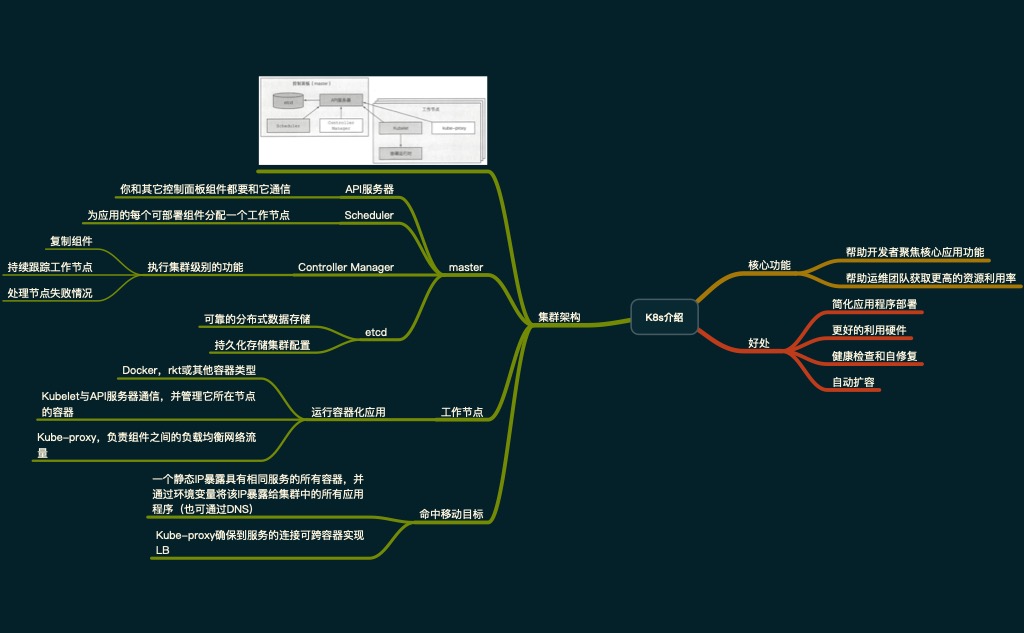 控制面板（master）
etcd
API服务器
Scheduler
Controller
Manager
工作节点
Kubelet
kube-proxy
容器运行时
你和其它控制面板组件都要和它通信
API服务器
为应用的每个可部署组件分配一个工作节点
Scheduler
复制组件
持续跟踪工作节点
处理节点失败情况
执行集群级别的功能
Controller Manager
master
可靠的分布式数据存储
持久化存储集群配置
etcd
Docker，rkt或其他容器类型
Kubelet与API服务器通信，并管理它所在节点
的容器
Kube-proxy，负责组件之间的负载均衡网络流
量
运行容器化应用
工作节点
一个静态IP暴露具有相同服务的所有容器，并
通过环境变量将该IP暴露给集群中的所有应用
程序（也可通过DNS）
Kube-proxy确保到服务的连接可跨容器实现
LB
命中移动目标
集群架构
K8s介绍
核心功能
帮助开发者聚焦核心应用功能
帮助运维团队获取更高的资源利用率
好处
简化应用程序部署
更好的利用硬件
健康检查和自修复
自动扩容